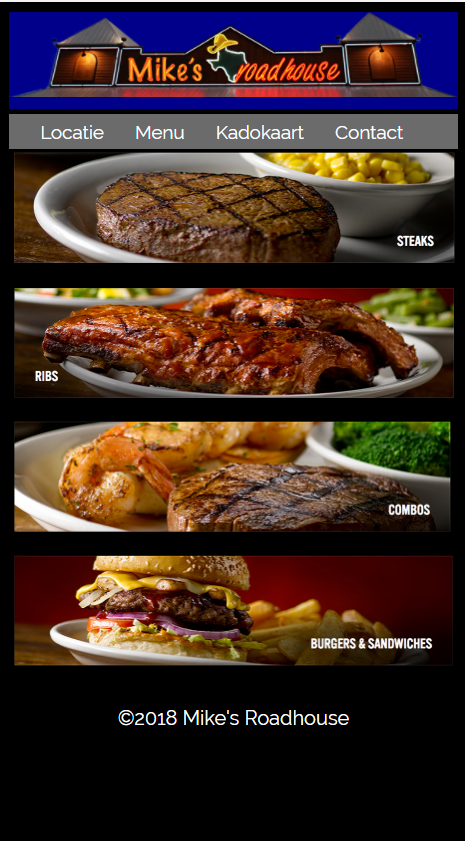 Mike's roadhouse
Locatie Menu Kadokaart Contact
STEAKS
RIBS
COMBOS
BURGERS & SANDWICHES
©2018 Mike's Roadhouse